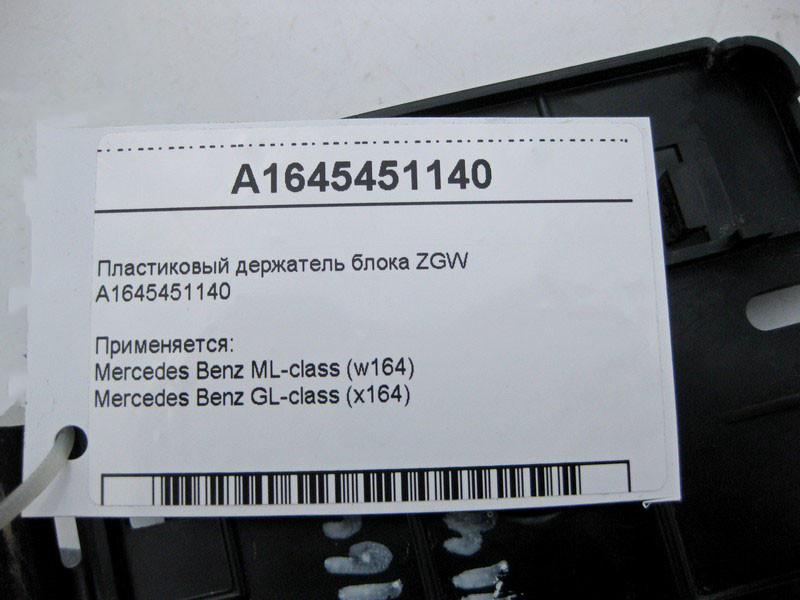 A1645451140
Пластиковый держатель блока ZGW
A1645451140
Применяется:
Mercedes Benz ML-class (w164)
Mercedes Benz GL-class (x164)